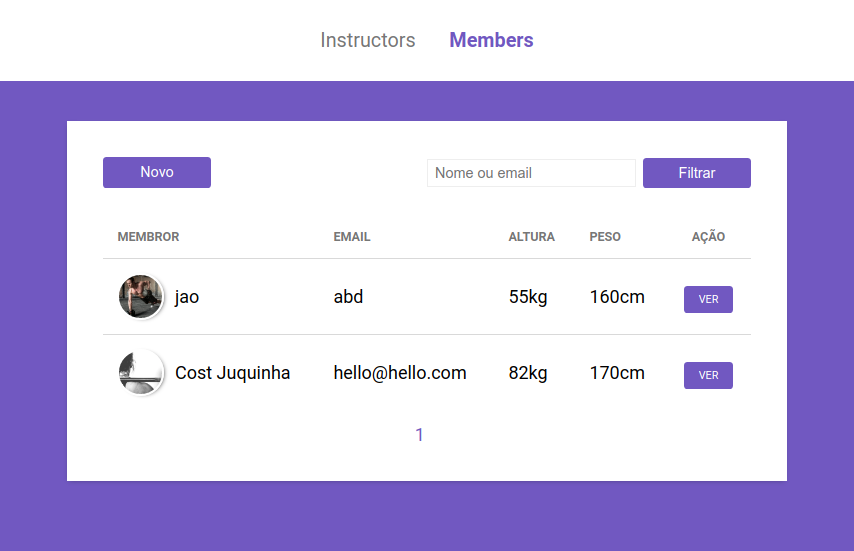 Instructors Members
Novo Nome ou email Filtrar
MEMBROR EMAIL ALTURA PESO AÇÃO
jao abd 55kg 160cm VER
Cost Juquinha hello@hello.com 82kg 170cm VER
1